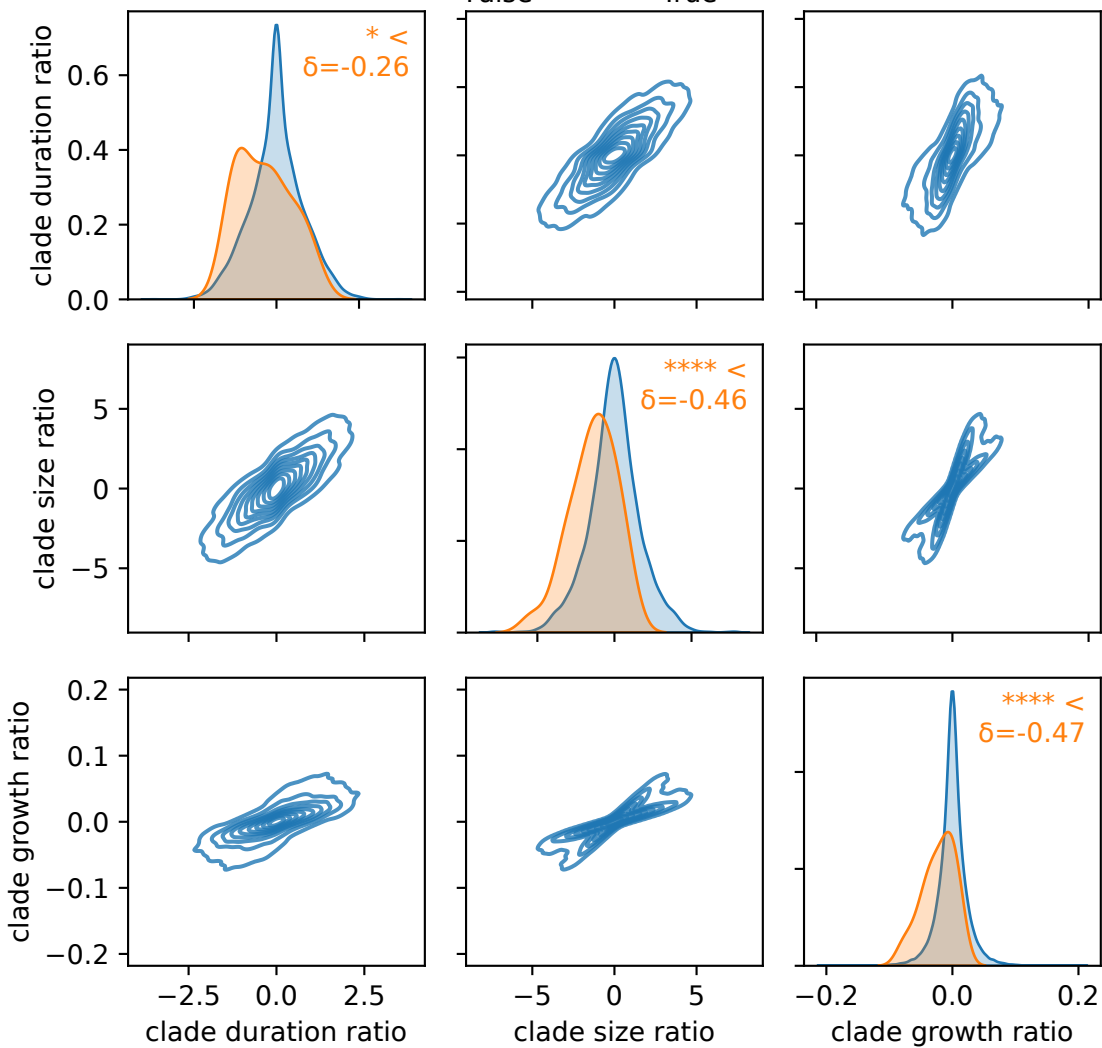 clade duration ratio
0.6
0.4
0.2
0.0
* <
δ=-0.26
clade size ratio
5
0
−5
**** <
δ=-0.46
clade growth ratio
0.2
0.1
0.0
−0.1
−0.2
**** <
δ=-0.47
−2.5 0.0 2.5
−5 0 5
−0.2 0.0 0.2
clade duration ratio
clade size ratio
clade growth ratio